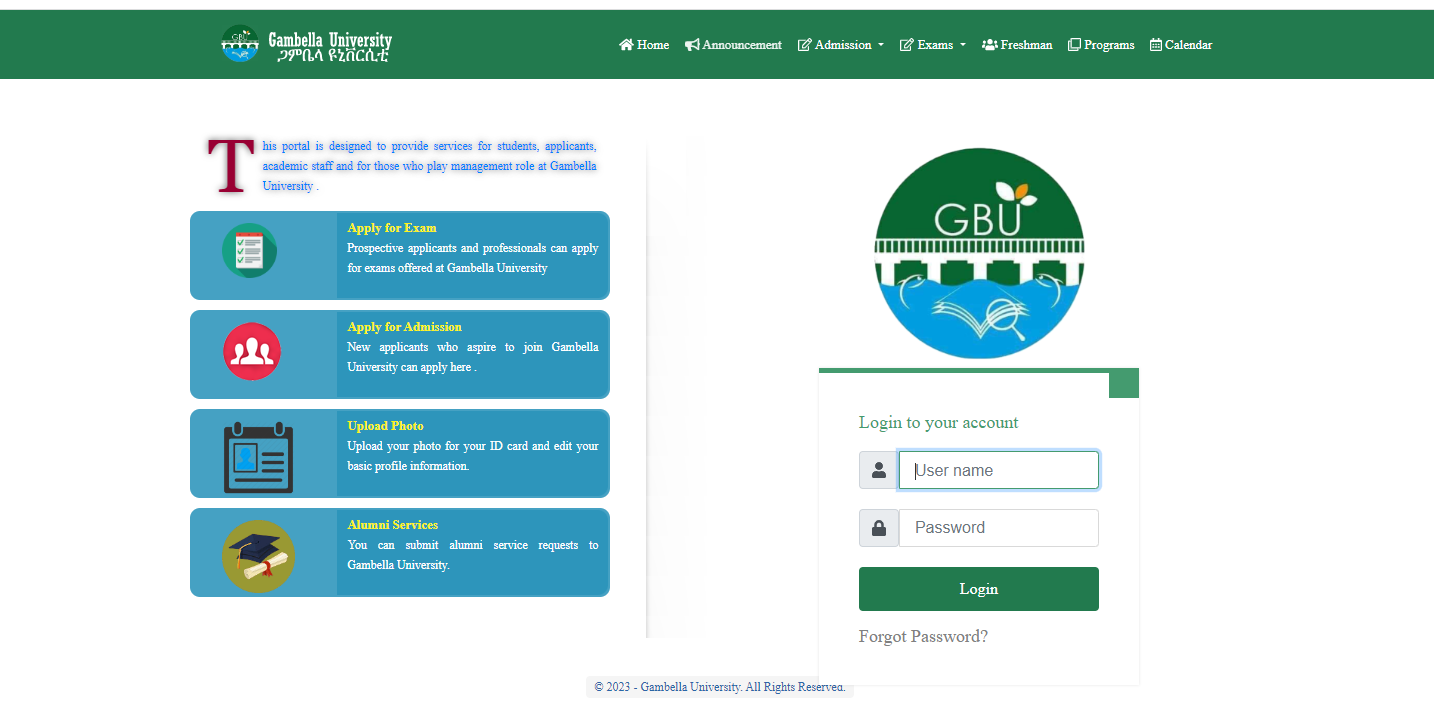 GBU
Gambella University
ጋምቤላ ዩኒቨርሲቲ
Home
Announcement
Admission
Exams
Freshman
Programs
Calendar
This portal is designed to provide services for students, applicants,
academic staff and for those who play management role at Gambella
University .
Apply for Exam
Prospective applicants and professionals can apply
for exams offered at Gambella University
Apply for Admission
New applicants who aspire to join Gambella
University can apply here .
Upload Photo
Upload your photo for your ID card and edit your
basic profile information.
Alumni Services
You can submit alumni service requests to
Gambella University.
GBU
Login to your account
User name
Password
Login
Forgot Password?
© 2023 - Gambella University. All Rights Reserved.